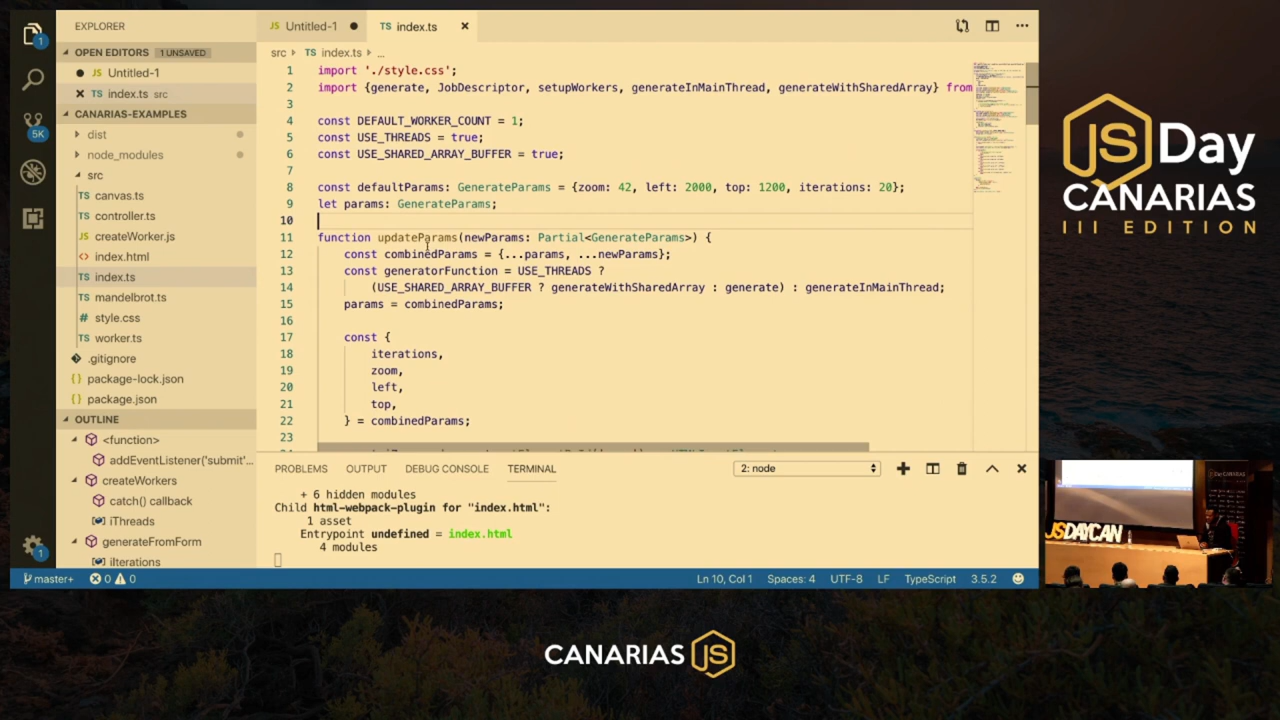 EXPLORER
OPEN EDITORS 1 UNSAVED
JS Untitled-1
TS index.ts src
CANARIAS-EXAMPLES
dist
node_modules
src
TS canvas.ts
TS controller.ts
JS createWorker.js
<> index.html
TS index.ts
TS mandelbrot.ts
# style.css
TS worker.ts
.gitignore
{} package-lock.json
{} package.json
OUTLINE
<function>
addEventListener('submit'...
createWorkers
catch() callback
iThreads
generateFromForm
iIterations
1
5K
1
JS Untitled-1
TS index.ts
src TS index.ts ...
1 import './style.css';
2 import {generate, JobDescriptor, setupWorkers, generateInMainThread, generateWithSharedArray} from
3
4 const DEFAULT_WORKER_COUNT = 1;
5 const USE_THREADS = true;
6 const USE_SHARED_ARRAY_BUFFER = true;
7
8 const defaultParams: GenerateParams = {zoom: 42, left: 2000, top: 1200, iterations: 20};
9 let params: GenerateParams;
10
11 function updateParams(newParams: Partial<GenerateParams>) {
12 const combinedParams = {...params, ...newParams};
13 const generatorFunction = USE_THREADS ?
14 (USE_SHARED_ARRAY_BUFFER ? generateWithSharedArray : generate) : generateInMainThread;
15 params = combinedParams;
16
17 const {
18 iterations,
19 zoom,
20 left,
21 top,
22 } = combinedParams;
23
PROBLEMS OUTPUT DEBUG CONSOLE TERMINAL 2: node
+ 6 hidden modules
Child html-webpack-plugin for "index.html":
1 asset
Entrypoint undefined = index.html
4 modules
master+ 0 0 Ln 10, Col 1 Spaces: 4 UTF-8 LF TypeScript 3.5.2
JS Day
CANARIAS
III EDITION
JSDAYCAN
CANARIAS JS